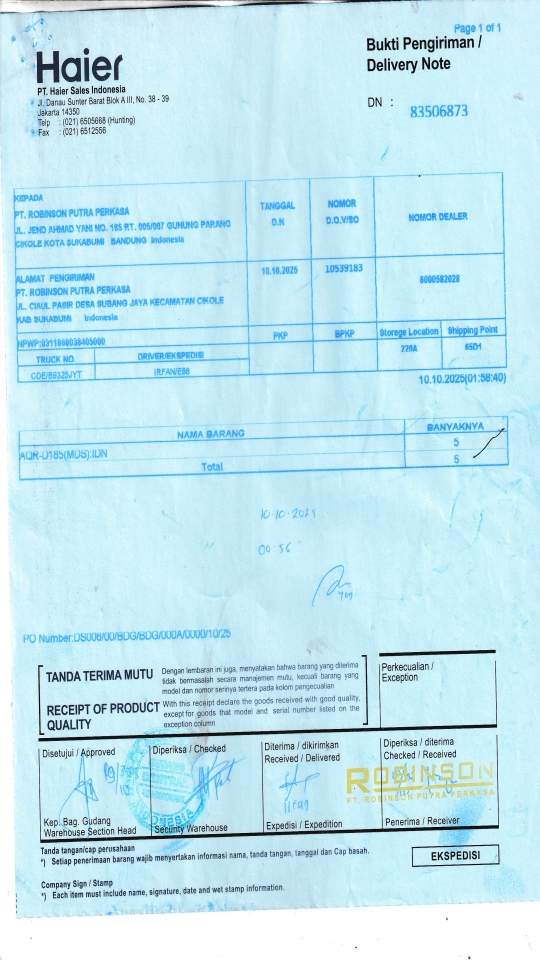 Page 1 of 1
Haier
PT. Haier Sales Indonesia
Jl. Danau Sunter Barat Blok A III, No. 38 - 39
Jakarta 14350
Telp : (021) 6505668 (Hunting)
Fax : (021) 6512556
Bukti Pengiriman /
Delivery Note
DN : 83506873
KEPADA
PT. ROBINSON PUTRA PERKASA
JL. JEND AHMAD YANI NO. 185 RT. 005/007 GUNUNG PARANG
CIKOLE KOTA SUKABUMI BANDUNG Indonesia
TANGGAL
D.N
NOMOR
D.O.V/SO
NOMOR DEALER
ALAMAT PENGIRIMAN
PT. ROBINSON PUTRA PERKASA
JL. CIAUL PASIR DESA SUBANG JAYA KECAMATAN CIKOLE
KAB SUKABUMI Indonesia
10.10.2025
10539183
6000582028
NPWP:0311868038405000
PKP
BPKP
Storege Location
Shipping Point
TRUCK NO.
DRIVER/EKSPEDISI
220A
65D1
CDE/B9325JYT
IRFAN/E88
10.10.2025(01:58:40)
NAMA BARANG
BANYAKNYA
AQR-D185(MDS):IDN
5
Total
5
10.10.2025
00:56
PO Number:DS006/00/BDG/BDG/000A/0000/10/25
TANDA TERIMA MUTU
Dengan lembaran ini juga, menyatakan bahwa barang yang diterima
tidak bermasalah secara manajemen mutu, kecuali barang yang
model dan nomor serinya tertera pada kolom pengecualian
RECEIPT OF PRODUCT
QUALITY
With this receipt declare the goods received with good quality,
except for goods that model and serial number listed on the
exception column
Perkecualian /
Exception
Disetujui / Approved
Diperiksa / Checked
Diterima / dikirimkan
Received / Delivered
Diperiksa / diterima
Checked / Received
ROBINSON
PT. ROBINSON PUTRA PERKASA
Irfan
Kep. Bag. Gudang
Warehouse Section Head
Security Warehouse
Expedisi / Expedition
Penerima / Receiver
Tanda tangan/cap perusahaan
*) Setiap penerimaan barang wajib menyertakan informasi nama, tanda tangan, tanggal dan Cap basah.
EKSPEDISI
Company Sign / Stamp
*) Each item must include name, signature, date and wet stamp information.